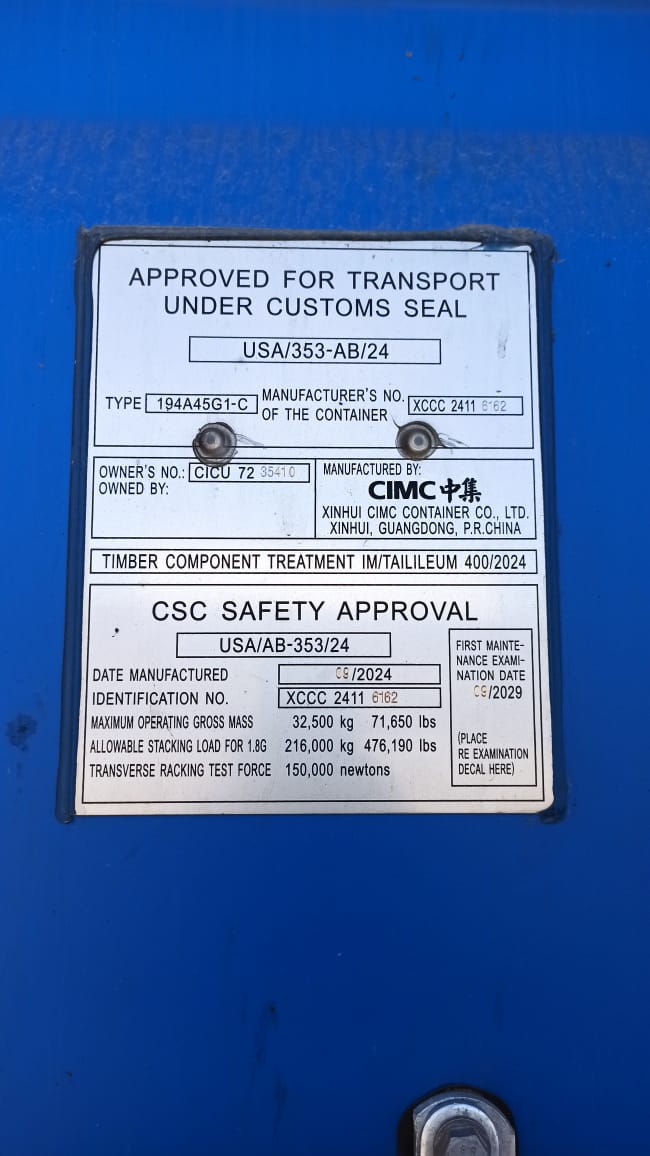 APPROVED FOR TRANSPORT
UNDER CUSTOMS SEAL
USA/353-AB/24
TYPE 194A45G1-C MANUFACTURER'S NO. OF THE CONTAINER XCCC 2411 6162
OWNER'S NO.: CICU 72 35410
OWNED BY:
MANUFACTURED BY:
CIMC 中集
XINHUI CIMC CONTAINER CO., LTD.
XINHUI, GUANGDONG, P.R.CHINA
TIMBER COMPONENT TREATMENT IM/TAILILEUM 400/2024
CSC SAFETY APPROVAL
USA/AB-353/24
DATE MANUFACTURED 09/2024
IDENTIFICATION NO. XCCC 2411 6162
MAXIMUM OPERATING GROSS MASS 32,500 kg 71,650 lbs
ALLOWABLE STACKING LOAD FOR 1.8G 216,000 kg 476,190 lbs
TRANSVERSE RACKING TEST FORCE 150,000 newtons
FIRST MAINTE-
NANCE EXAMI-
NATION DATE
09/2029
(PLACE
RE EXAMINATION
DECAL HERE)